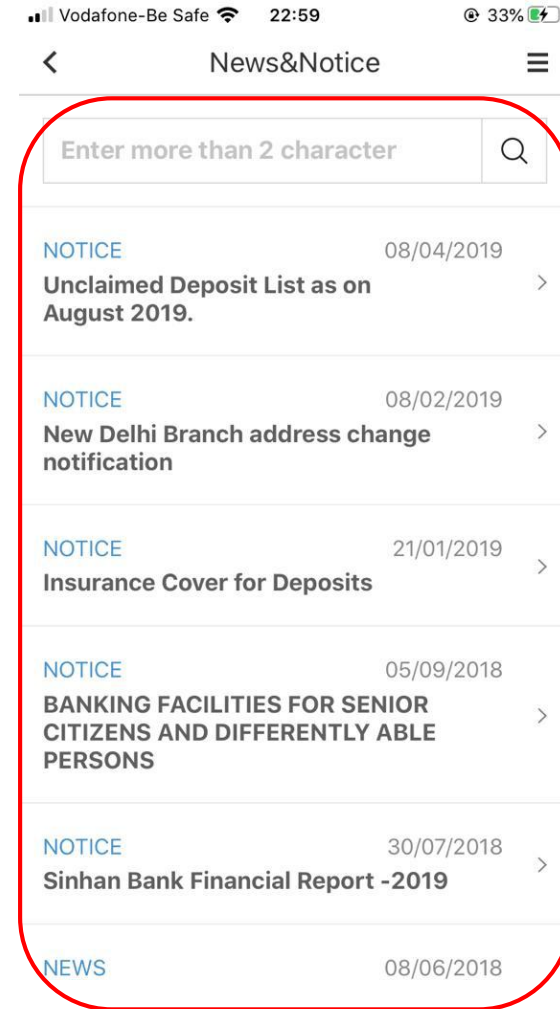 Vodafone-Be Safe 22:59 33%
News&Notice
Enter more than 2 character
NOTICE 08/04/2019
Unclaimed Deposit List as on
August 2019.
NOTICE 08/02/2019
New Delhi Branch address change
notification
NOTICE 21/01/2019
Insurance Cover for Deposits
NOTICE 05/09/2018
BANKING FACILITIES FOR SENIOR
CITIZENS AND DIFFERENTLY ABLE
PERSONS
NOTICE 30/07/2018
Sinhan Bank Financial Report -2019
NEWS 08/06/2018